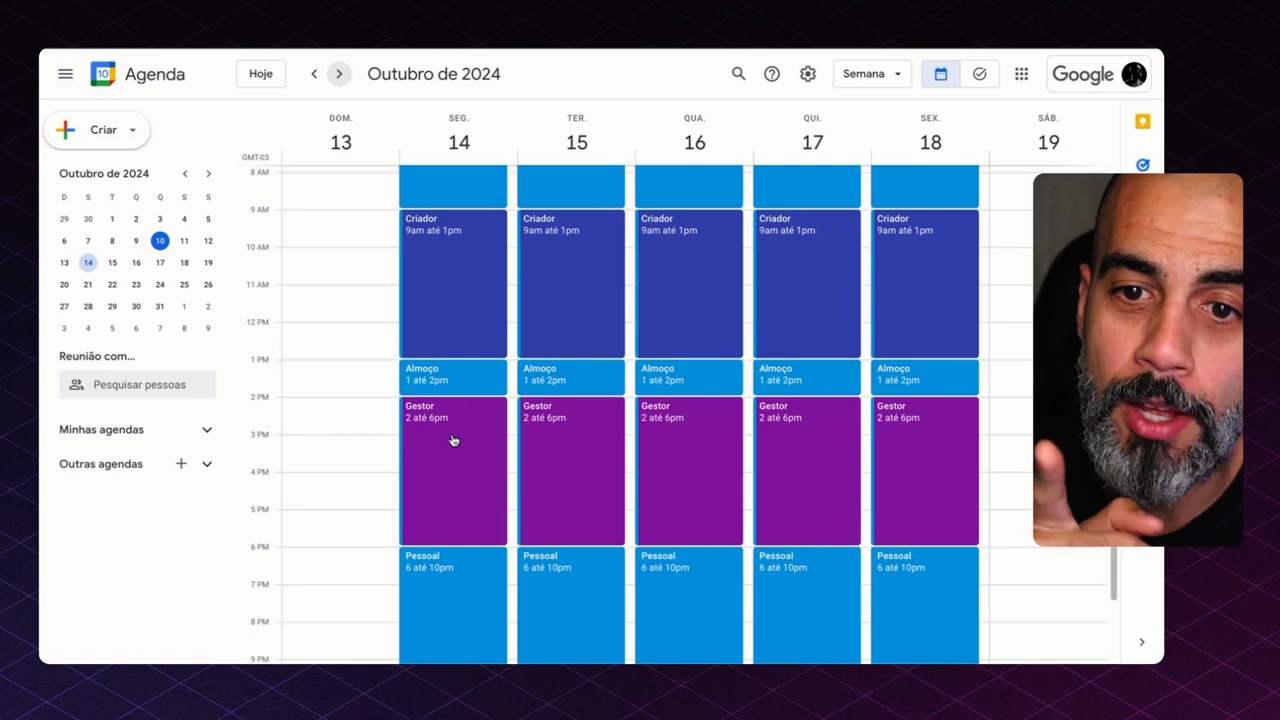 10 Agenda
Hoje
Outubro de 2024
Semana
Google
Criar
Outubro de 2024
D S T Q Q S S
29 30 1 2 3 4 5
6 7 8 9 10 11 12
13 14 15 16 17 18 19
20 21 22 23 24 25 26
27 28 29 30 31 1 2
3 4 5 6 7 8 9
Reunião com...
Pesquisar pessoas
Minhas agendas
Outras agendas
DOM. SEG. TER. QUA. QUI. SEX. SÁB.
13 14 15 16 17 18 19
GMT-03
8 AM
9 AM
Criador Criador Criador Criador Criador
9am até 1pm 9am até 1pm 9am até 1pm 9am até 1pm 9am até 1pm
10 AM
11 AM
12 PM
1 PM
Almoço Almoço Almoço Almoço Almoço
1 até 2pm 1 até 2pm 1 até 2pm 1 até 2pm 1 até 2pm
2 PM
Gestor Gestor Gestor Gestor Gestor
2 até 6pm 2 até 6pm 2 até 6pm 2 até 6pm 2 até 6pm
3 PM
4 PM
5 PM
6 PM
Pessoal Pessoal Pessoal Pessoal Pessoal
6 até 10pm 6 até 10pm 6 até 10pm 6 até 10pm 6 até 10pm
7 PM
8 PM
9 PM